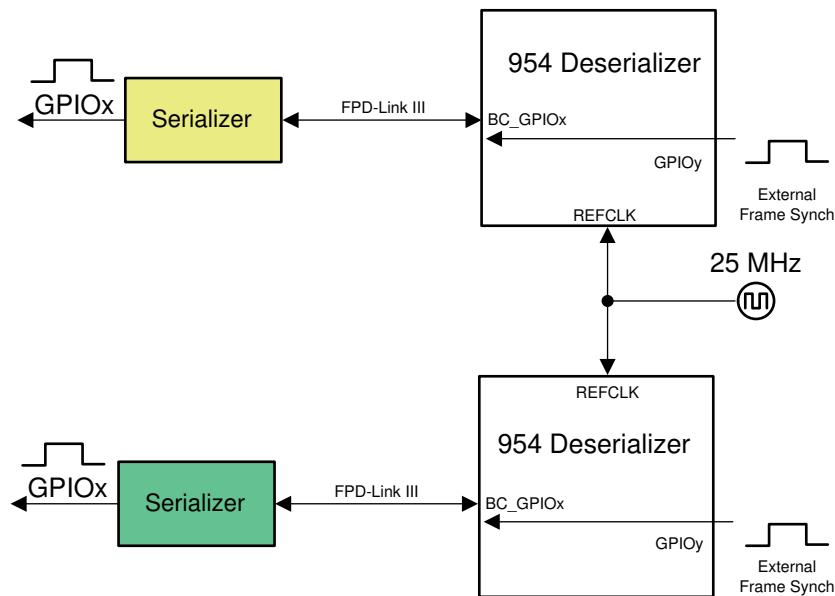 954 Deserializer
GPIOx
Serializer
FPD-Link III
BC_GPIOx
GPIOy
External
Frame Synch
REFCLK
25 MHz
REFCLK
954 Deserializer
GPIOx
Serializer
FPD-Link III
BC_GPIOx
GPIOy
External
Frame Synch